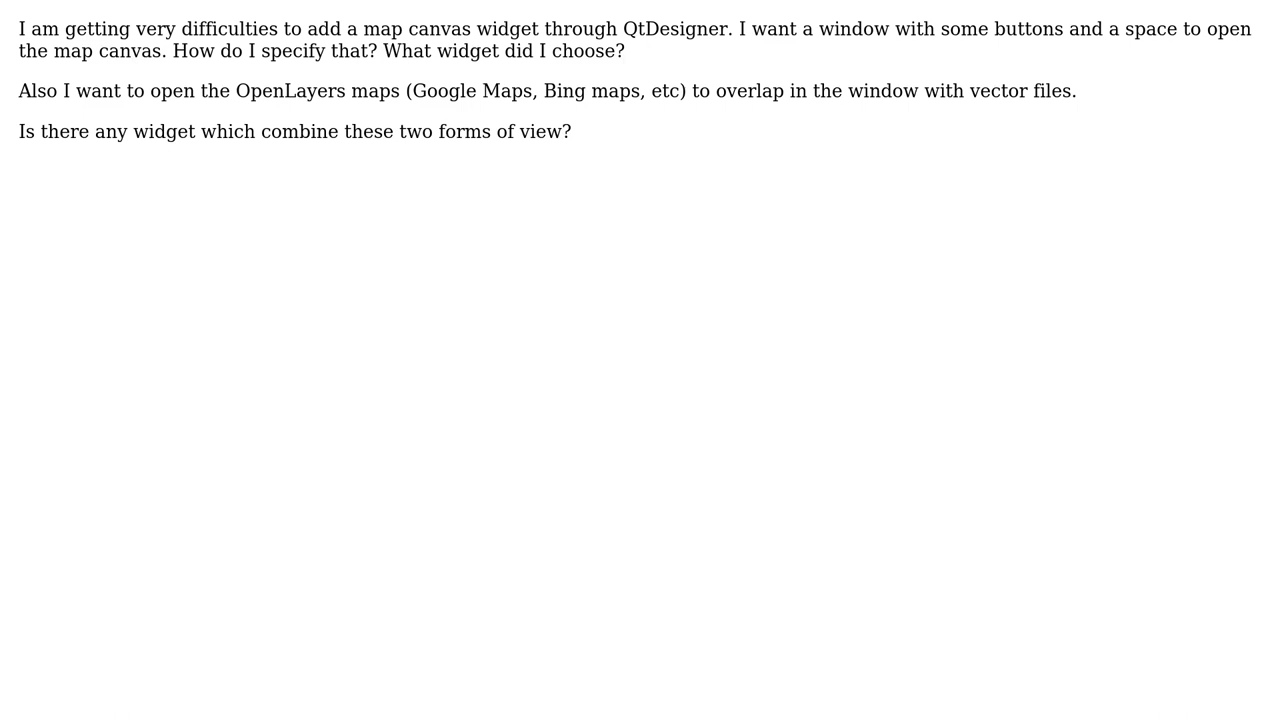 I am getting very difficulties to add a map canvas widget through QtDesigner. I want a window with some buttons and a space to open
the map canvas. How do I specify that? What widget did I choose?
Also I want to open the OpenLayers maps (Google Maps, Bing maps, etc) to overlap in the window with vector files.
Is there any widget which combine these two forms of view?